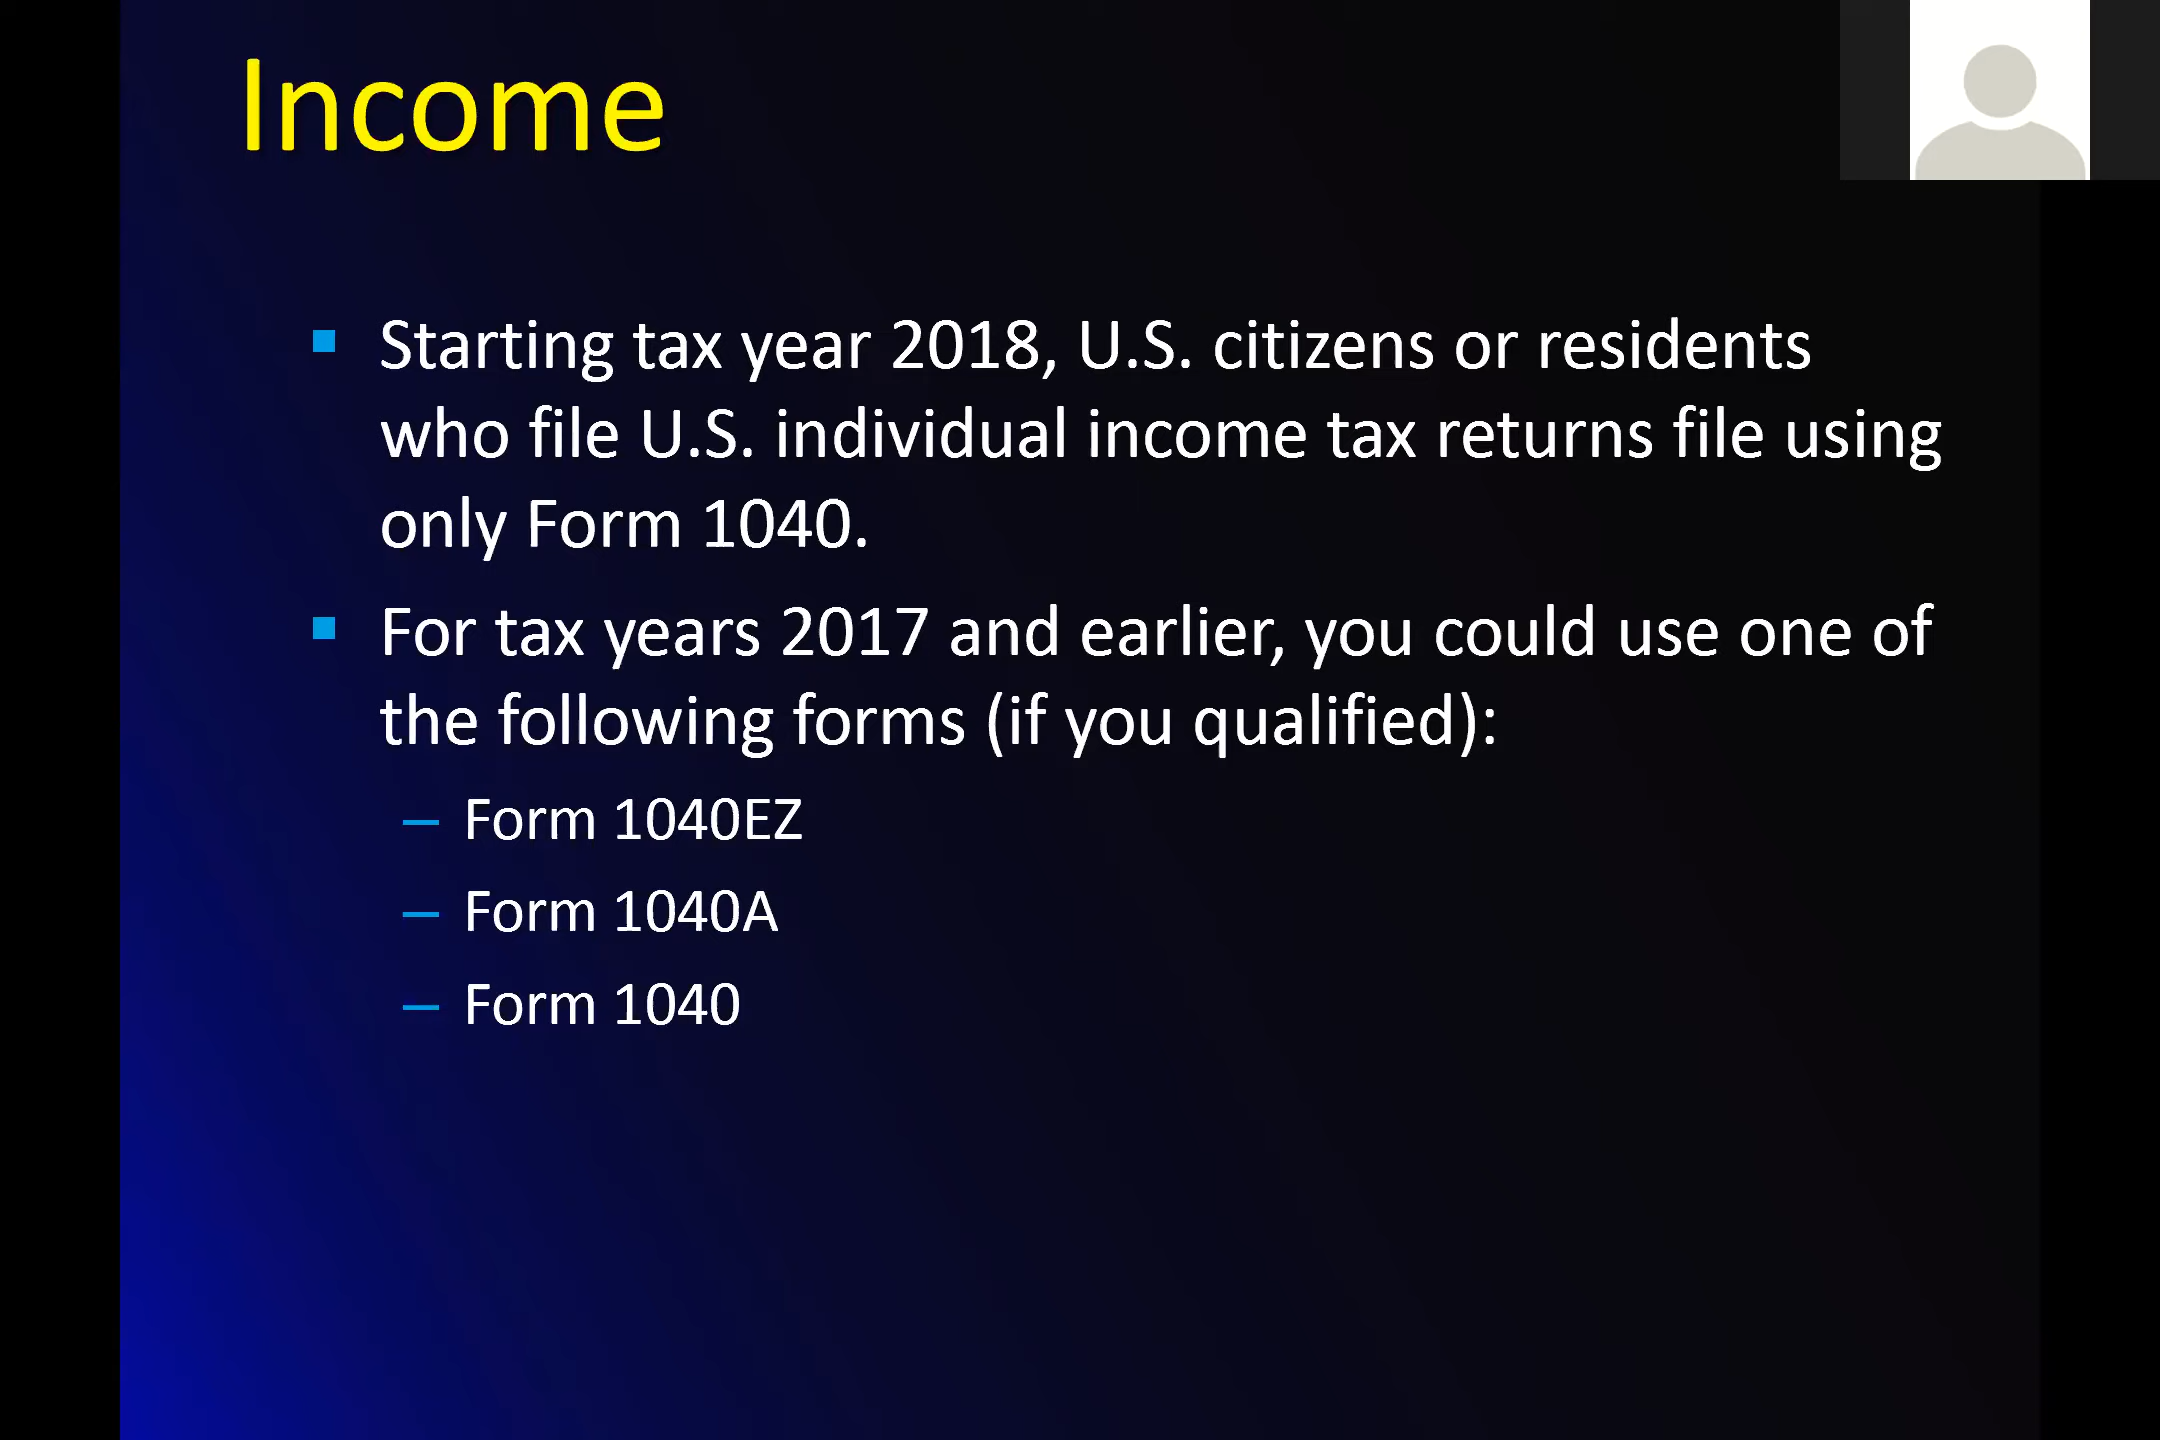 Income
Starting tax year 2018, U.S. citizens or residents
who file U.S. individual income tax returns file using
only Form 1040.
For tax years 2017 and earlier, you could use one of
the following forms (if you qualified):
– Form 1040EZ
– Form 1040A
– Form 1040